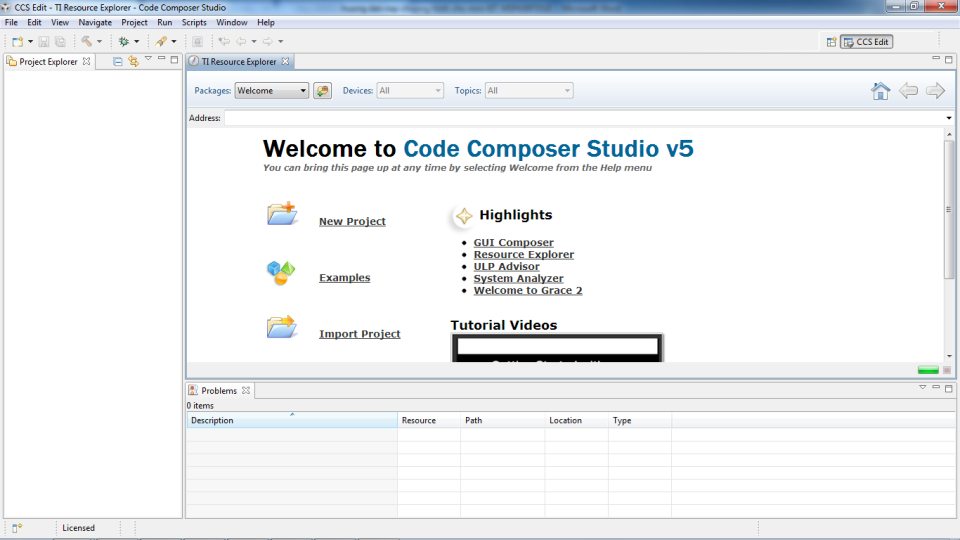 CCS Edit - TI Resource Explorer - Code Composer Studio
File Edit View Navigate Project Run Scripts Window Help
CCS Edit
Project Explorer
TI Resource Explorer
Packages: Welcome Devices: All Topics: All
Address:
Welcome to Code Composer Studio v5
You can bring this page up at any time by selecting Welcome from the Help menu
New Project
Examples
Import Project
Highlights
• GUI Composer
• Resource Explorer
• ULP Advisor
• System Analyzer
• Welcome to Grace 2
Tutorial Videos
Problems
0 items
Description Resource Path Location Type
Licensed